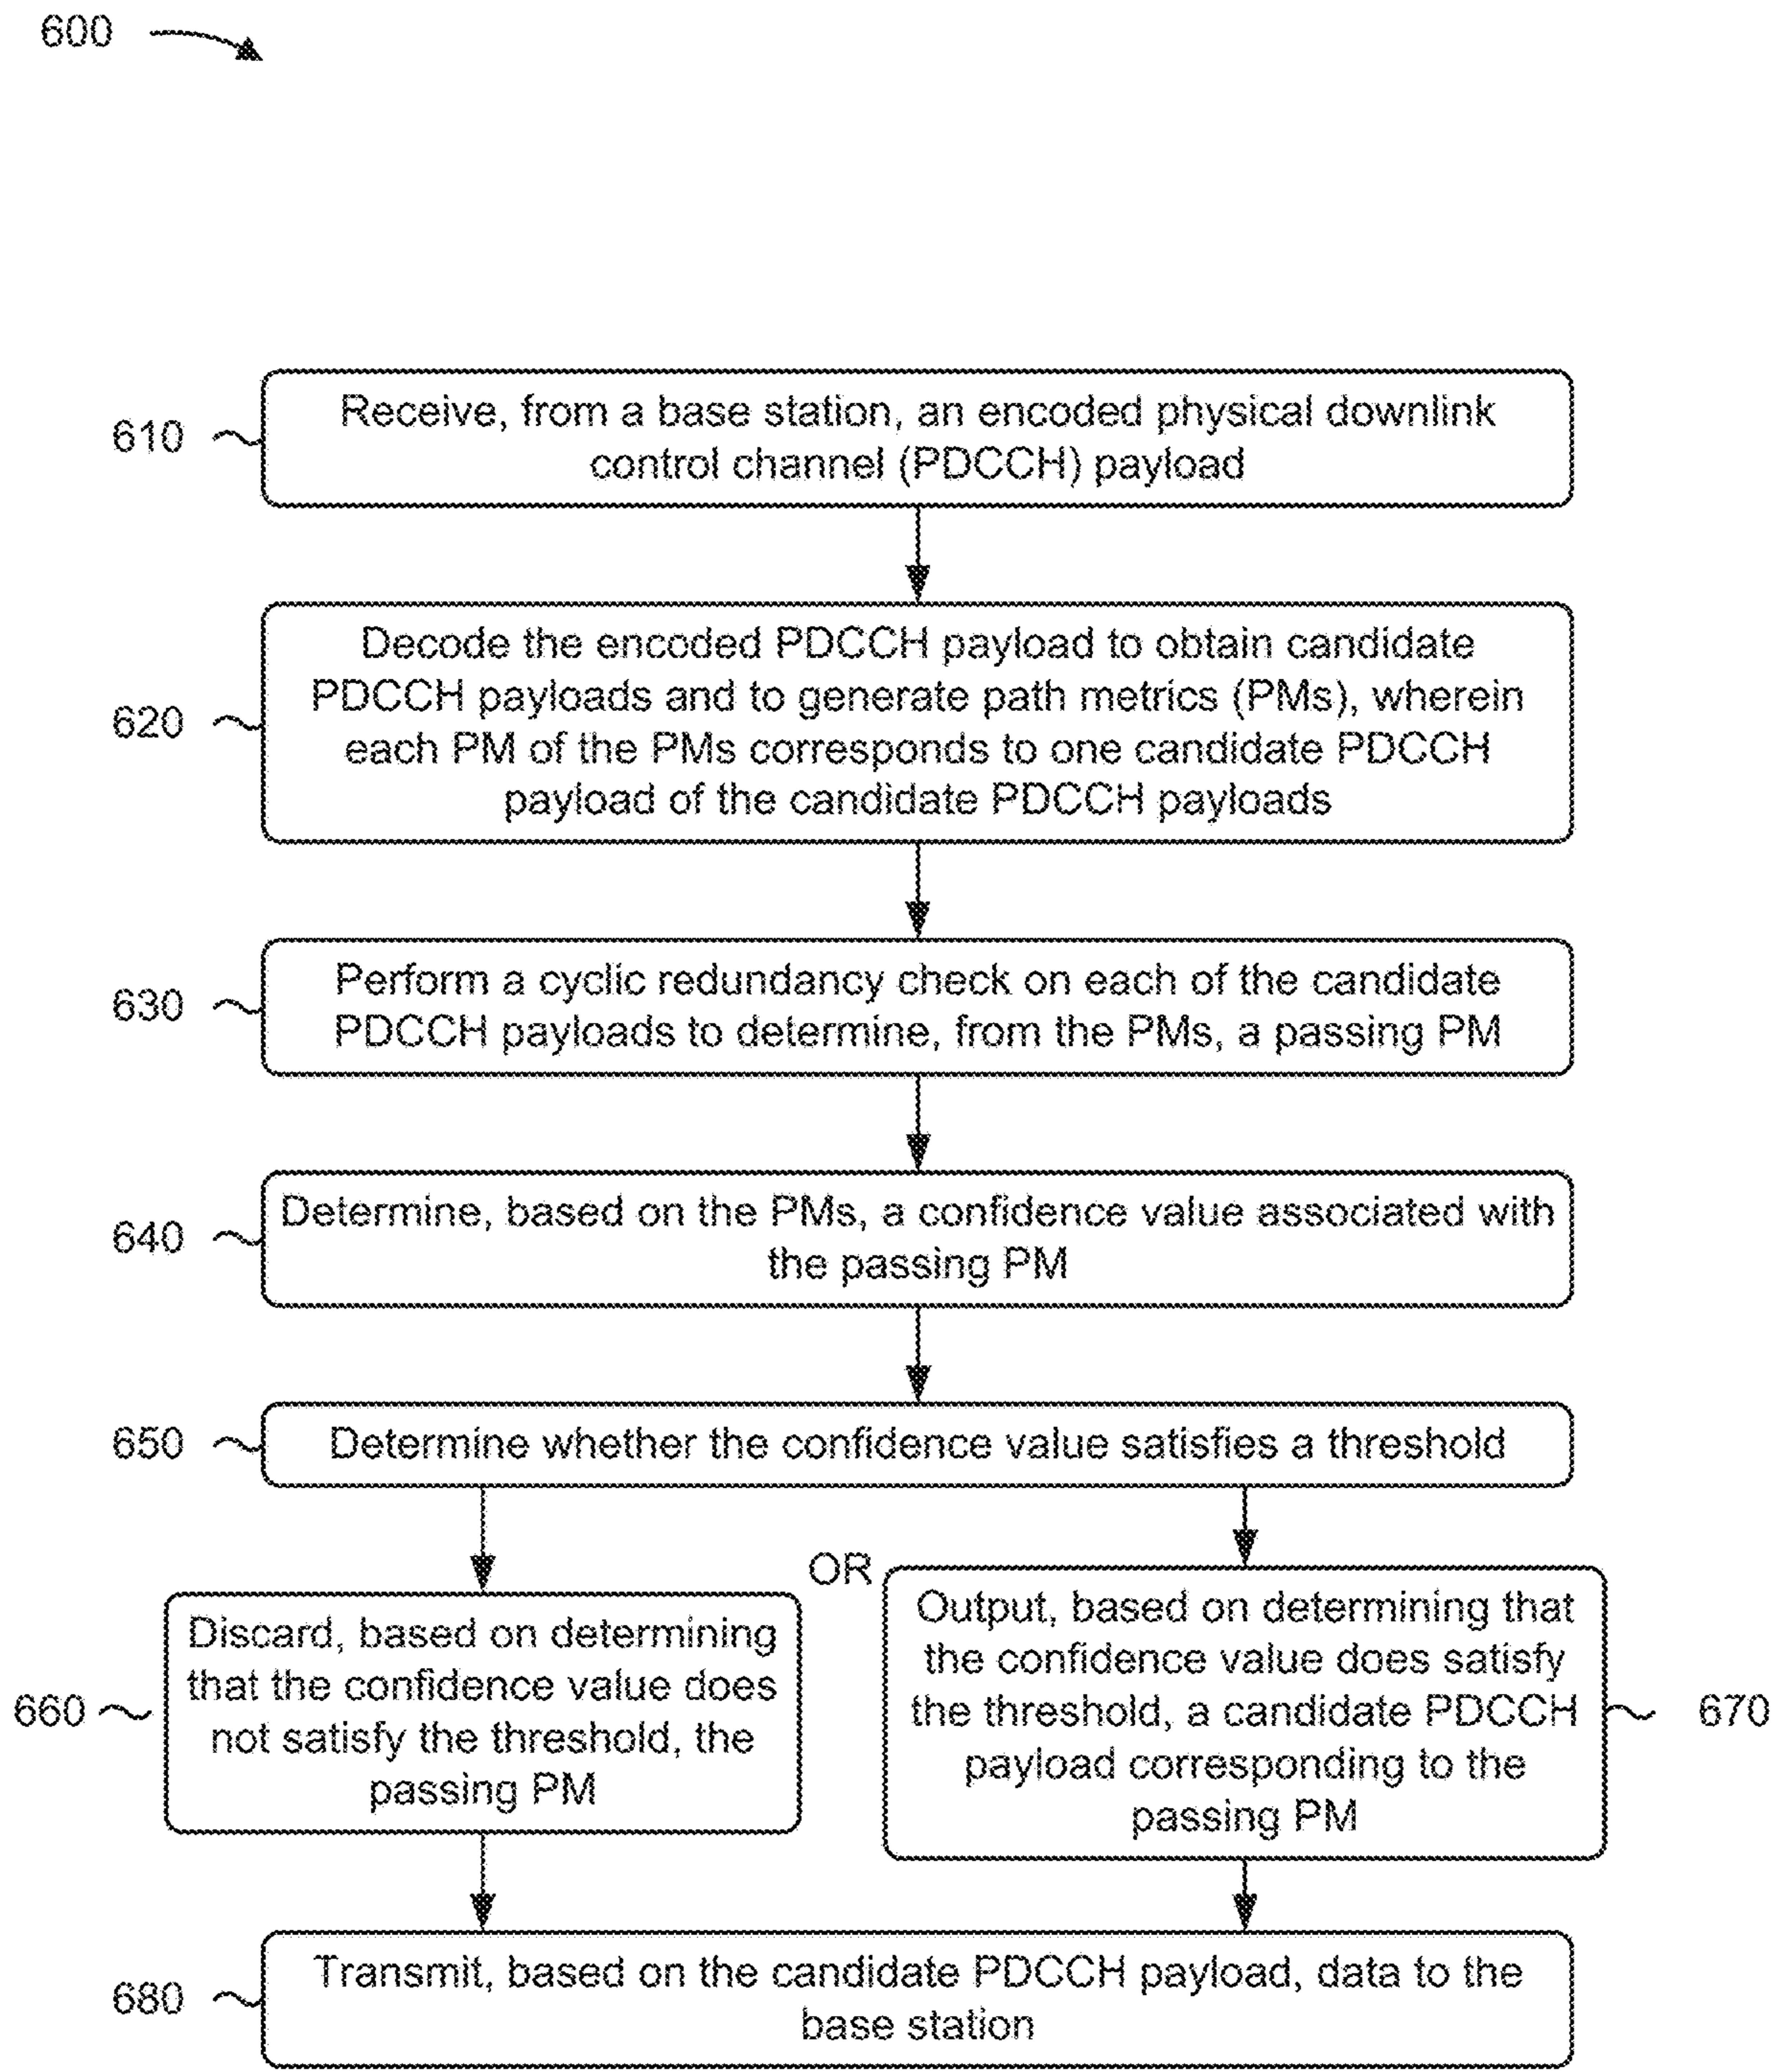 600
610
Receive, from a base station, an encoded physical downlink
control channel (PDCCH) payload
620
Decode the encoded PDCCH payload to obtain candidate
PDCCH payloads and to generate path metrics (PMs), wherein
each PM of the PMs corresponds to one candidate PDCCH
payload of the candidate PDCCH payloads
630
Perform a cyclic redundancy check on each of the candidate
PDCCH payloads to determine, from the PMs, a passing PM
640
Determine, based on the PMs, a confidence value associated with
the passing PM
650
Determine whether the confidence value satisfies a threshold
660
Discard, based on determining
that the confidence value does
not satisfy the threshold, the
passing PM
OR
Output, based on determining that
the confidence value does satisfy
the threshold, a candidate PDCCH
payload corresponding to the
passing PM
670
680
Transmit, based on the candidate PDCCH payload, data to the
base station